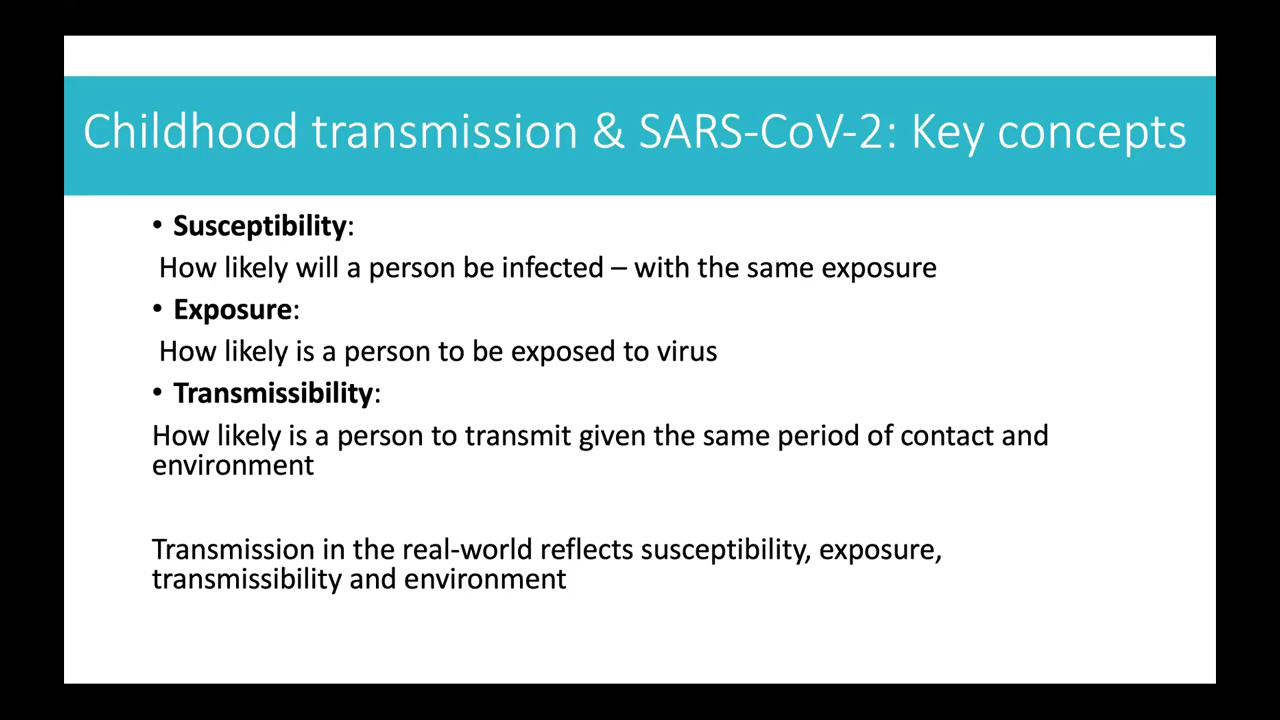 Childhood transmission & SARS-CoV-2: Key concepts
• Susceptibility:
How likely will a person be infected – with the same exposure
• Exposure:
How likely is a person to be exposed to virus
• Transmissibility:
How likely is a person to transmit given the same period of contact and
environment
Transmission in the real-world reflects susceptibility, exposure,
transmissibility and environment